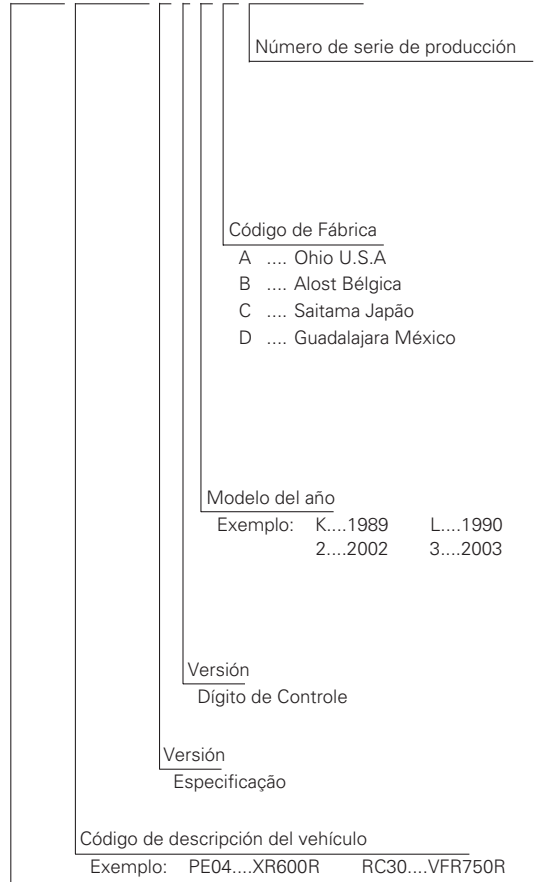 Número de serie de producción
Código de Fábrica
A .... Ohio U.S.A
B .... Alost Bélgica
C .... Saitama Japão
D .... Guadalajara México
Modelo del año
Exemplo: K....1989 L....1990
2....2002 3....2003
Versión
Dígito de Controle
Versión
Especificação
Código de descripción del vehículo
Exemplo: PE04....XR600R RC30....VFR750R